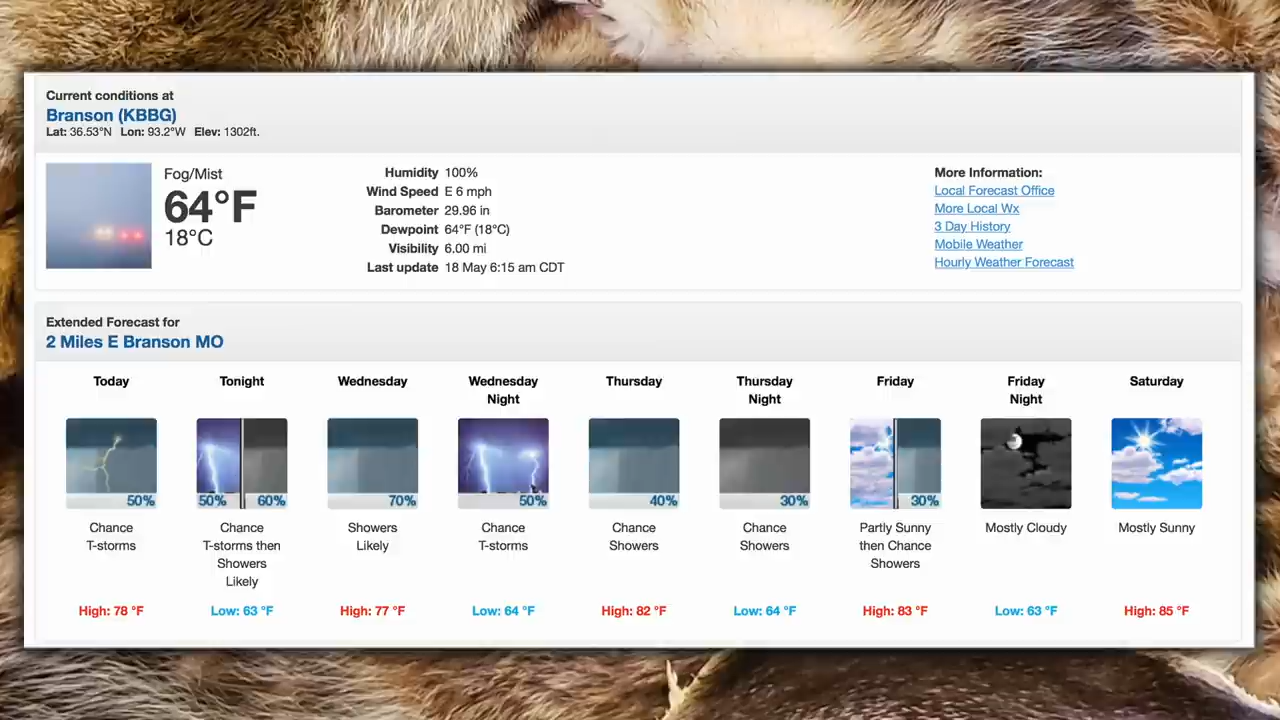 Current conditions at
Branson (KBBG)
Lat: 36.53°N Lon: 93.2°W Elev: 1302ft.
Fog/Mist
64°F
18°C
Humidity 100%
Wind Speed E 6 mph
Barometer 29.96 in
Dewpoint 64°F (18°C)
Visibility 6.00 mi
Last update 18 May 6:15 am CDT
More Information:
Local Forecast Office
More Local Wx
3 Day History
Mobile Weather
Hourly Weather Forecast
Extended Forecast for
2 Miles E Branson MO
Today
50%
Chance
T-storms
High: 78 °F
Tonight
50% 60%
Chance
T-storms then
Showers
Likely
Low: 63 °F
Wednesday
70%
Showers
Likely
High: 77 °F
Wednesday
Night
50%
Chance
T-storms
Low: 64 °F
Thursday
40%
Chance
Showers
High: 82 °F
Thursday
Night
30%
Chance
Showers
Low: 64 °F
Friday
30%
Partly Sunny
then Chance
Showers
High: 83 °F
Friday
Night
Mostly Cloudy
Low: 63 °F
Saturday
Mostly Sunny
High: 85 °F